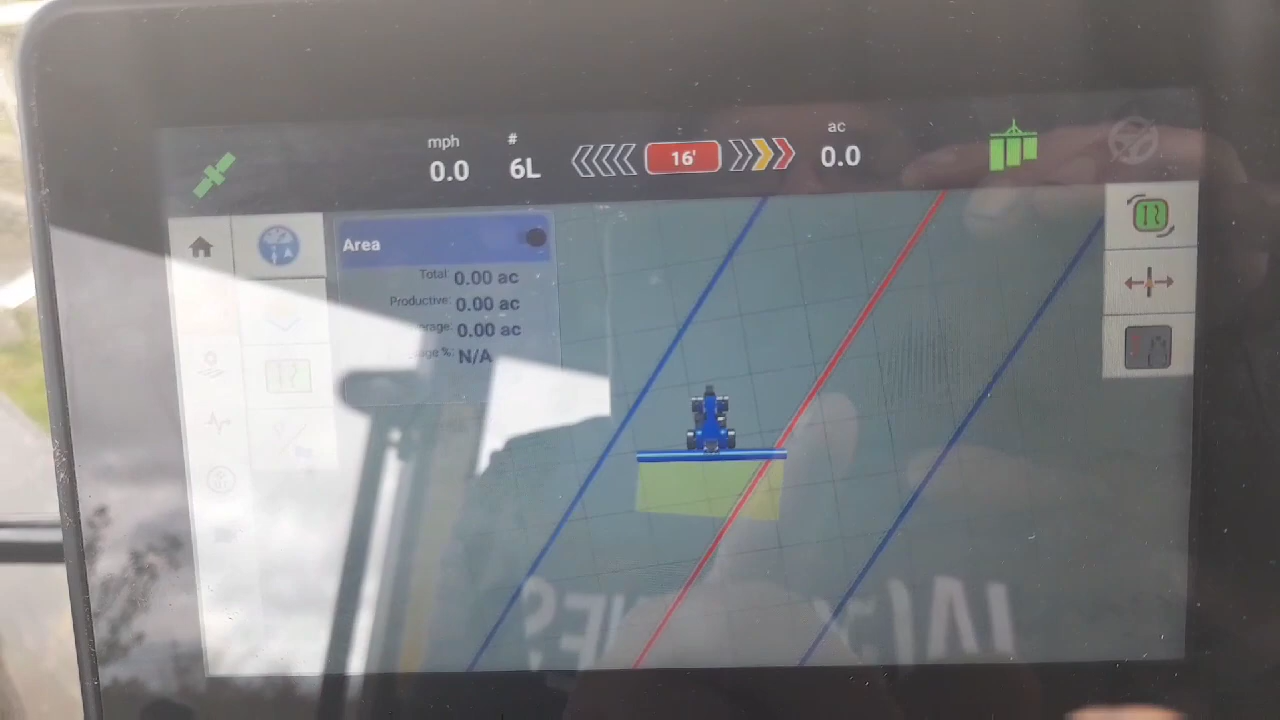 mph # ac
0.0 6L 16' 0.0
Area
Total: 0.00 ac
Productive: 0.00 ac
0.00 ac
N/A